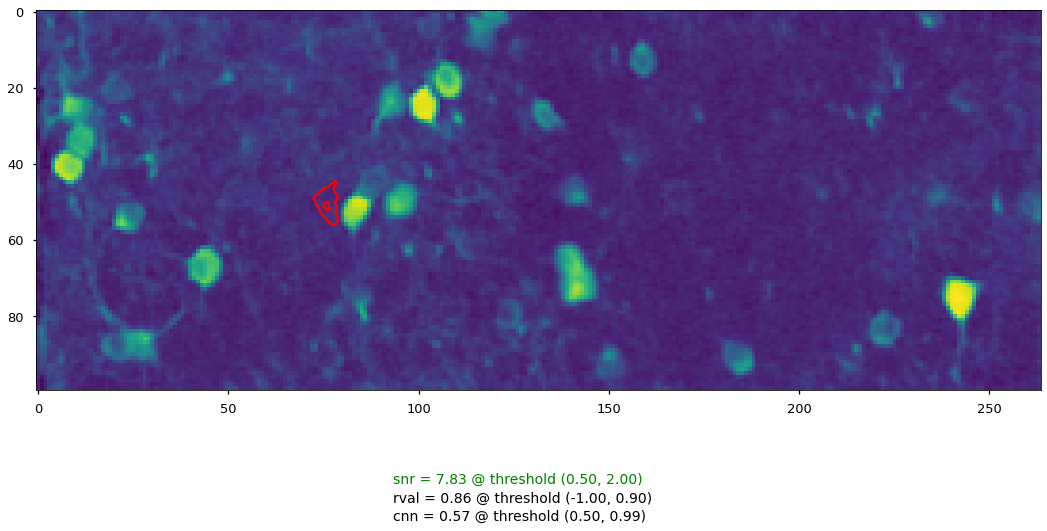 0
20
40
60
80
0 50 100 150 200 250
snr = 7.83 @ threshold (0.50, 2.00)
rval = 0.86 @ threshold (-1.00, 0.90)
cnn = 0.57 @ threshold (0.50, 0.99)